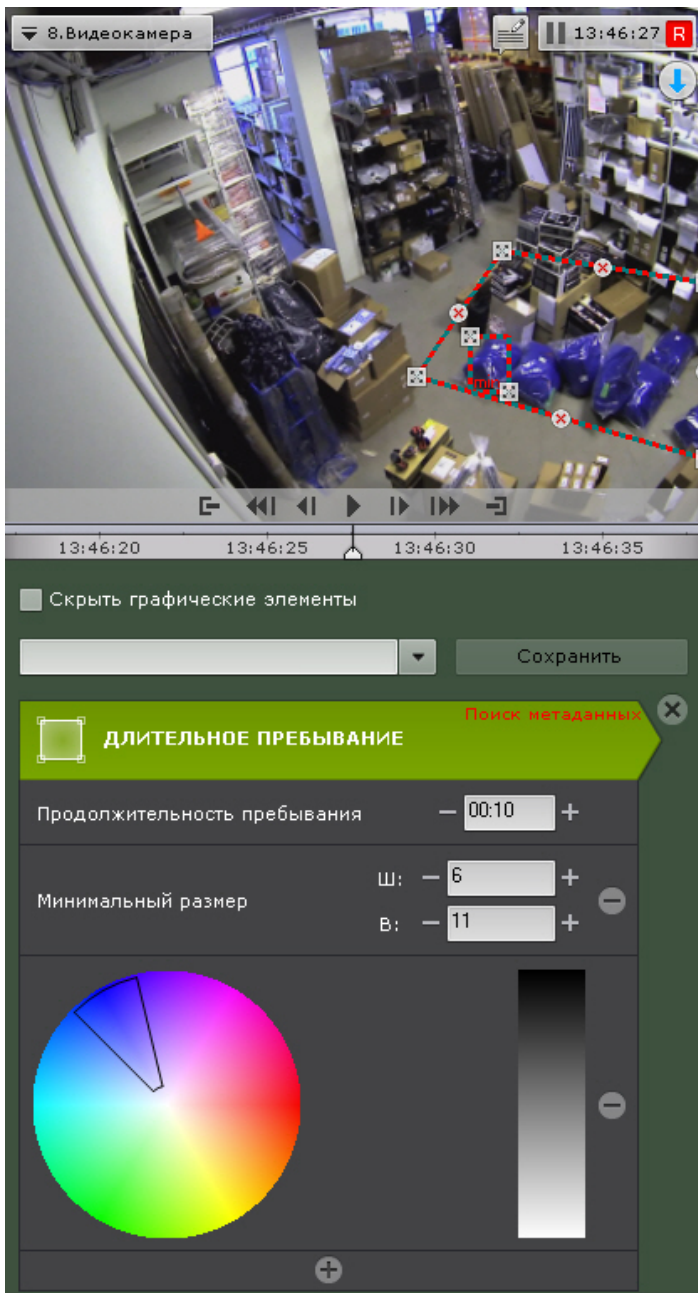 8.Видеокамера
13:46:27 R
min
13:46:20 13:46:25 13:46:30 13:46:35
Скрыть графические элементы
Сохранить
Поиск метаданных
ДЛИТЕЛЬНОЕ ПРЕБЫВАНИЕ
Продолжительность пребывания 00:10
Ш: 6
Минимальный размер
В: 11